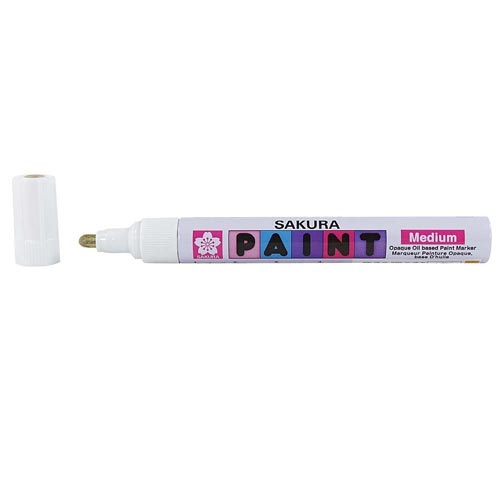 SAKURA
SAKURA
PAINT
Medium
Opaque Oil based Paint Marker
Marqueur Peinture Opaque,
base D'huile